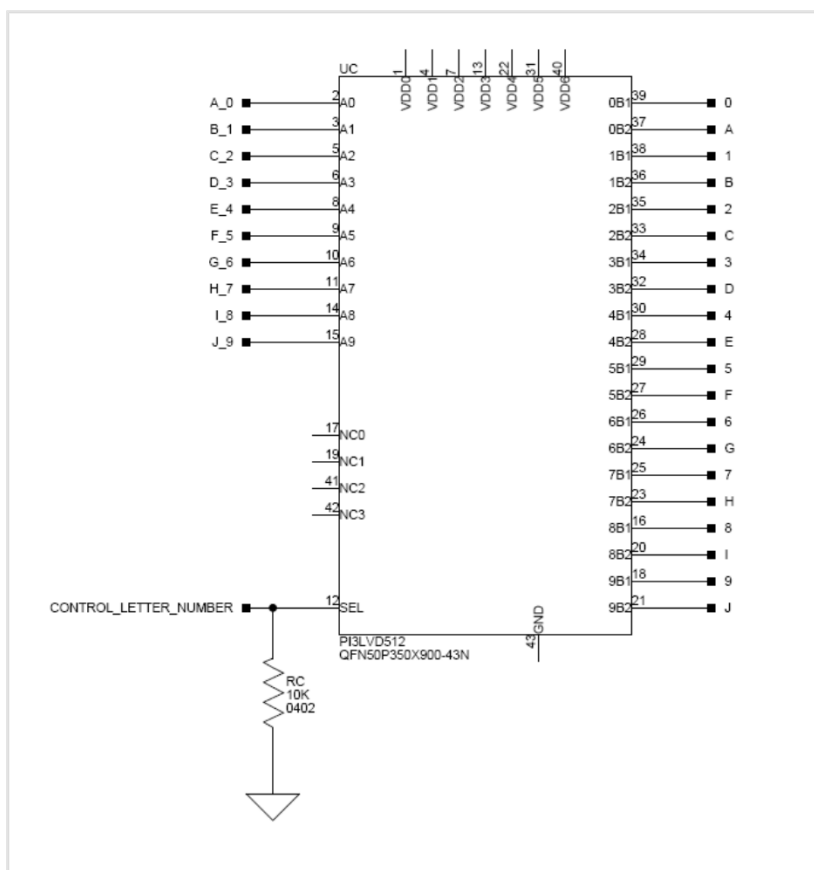 UC
1 VDD0
4 VDD1
7 VDD2
13 VDD3
22 VDD4
31 VDD5
40 VDD6
A_0 2 A0
B_1 3 A1
C_2 5 A2
D_3 6 A3
E_4 8 A4
F_5 9 A5
G_6 10 A6
H_7 11 A7
I_8 14 A8
J_9 15 A9
17 NC0
19 NC1
41 NC2
42 NC3
CONTROL_LETTER_NUMBER 12 SEL
0B1 39 0
0B2 37 A
1B1 38 1
1B2 36 B
2B1 35 2
2B2 33 C
3B1 34 3
3B2 32 D
4B1 30 4
4B2 28 E
5B1 29 5
5B2 27 F
6B1 26 6
6B2 24 G
7B1 25 7
7B2 23 H
8B1 16 8
8B2 20 I
9B1 18 9
9B2 21 J
43 GND
PI3LVD512
QFN50P350X900-43N
RC
10K
0402